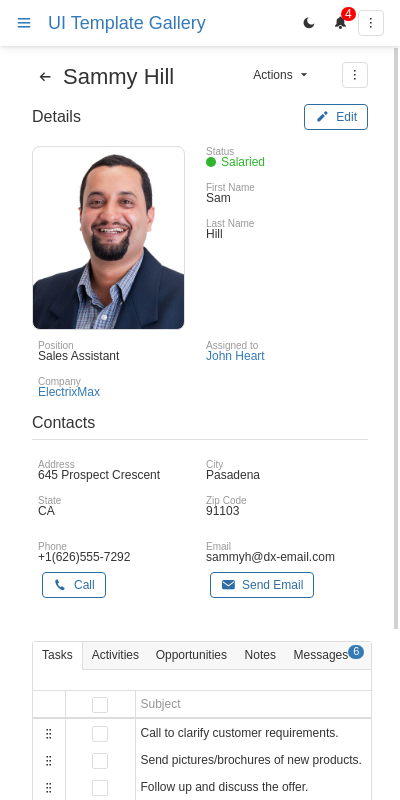 UI Template Gallery
4
Sammy Hill
Actions
Details
Edit
Status
Salaried
First Name
Sam
Last Name
Hill
Position
Sales Assistant
Assigned to
John Heart
Company
ElectrixMax
Contacts
Address
645 Prospect Crescent
City
Pasadena
State
CA
Zip Code
91103
Phone
+1(626)555-7292
Email
sammyh@dx-email.com
Call
Send Email
Tasks Activities Opportunities Notes Messages 6
Subject
Call to clarify customer requirements.
Send pictures/brochures of new products.
Follow up and discuss the offer.